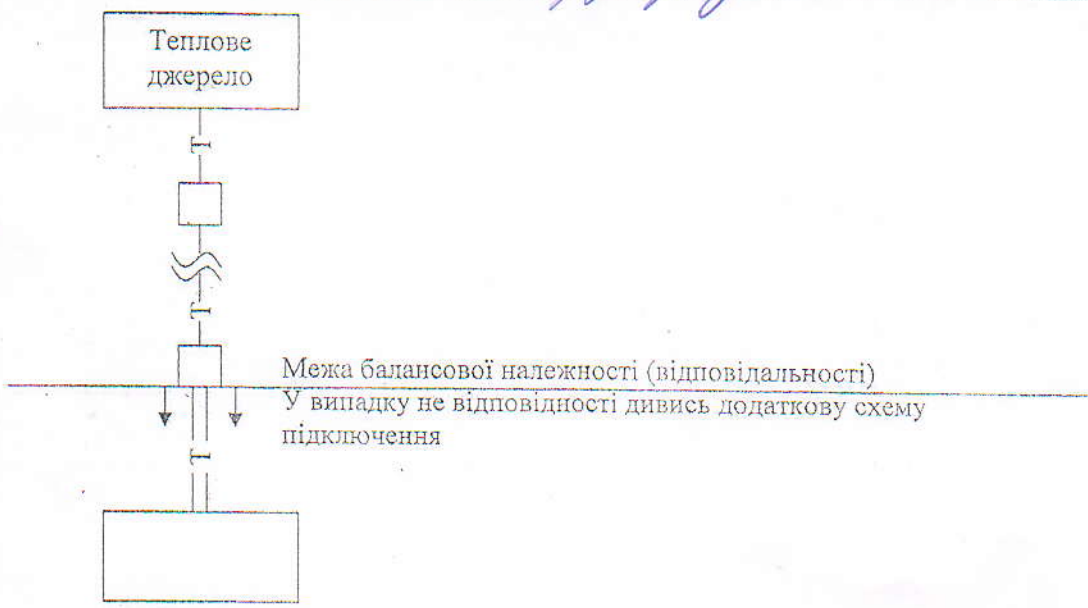 Теплове
джерело
Т
Т
Межа балансової належності (відповідальності)
У випадку не відповідності дивись додаткову схему
підключення
Т